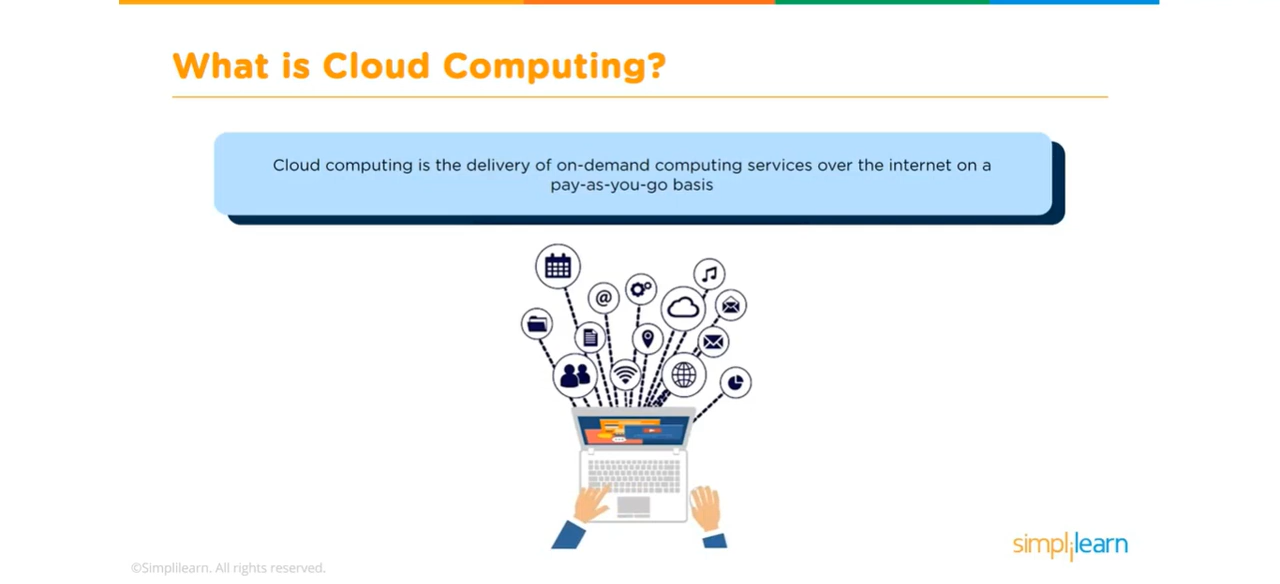 What is Cloud Computing?
Cloud computing is the delivery of on-demand computing services over the internet on a
pay-as-you-go basis
@
simplilearn
©Simplilearn. All rights reserved.